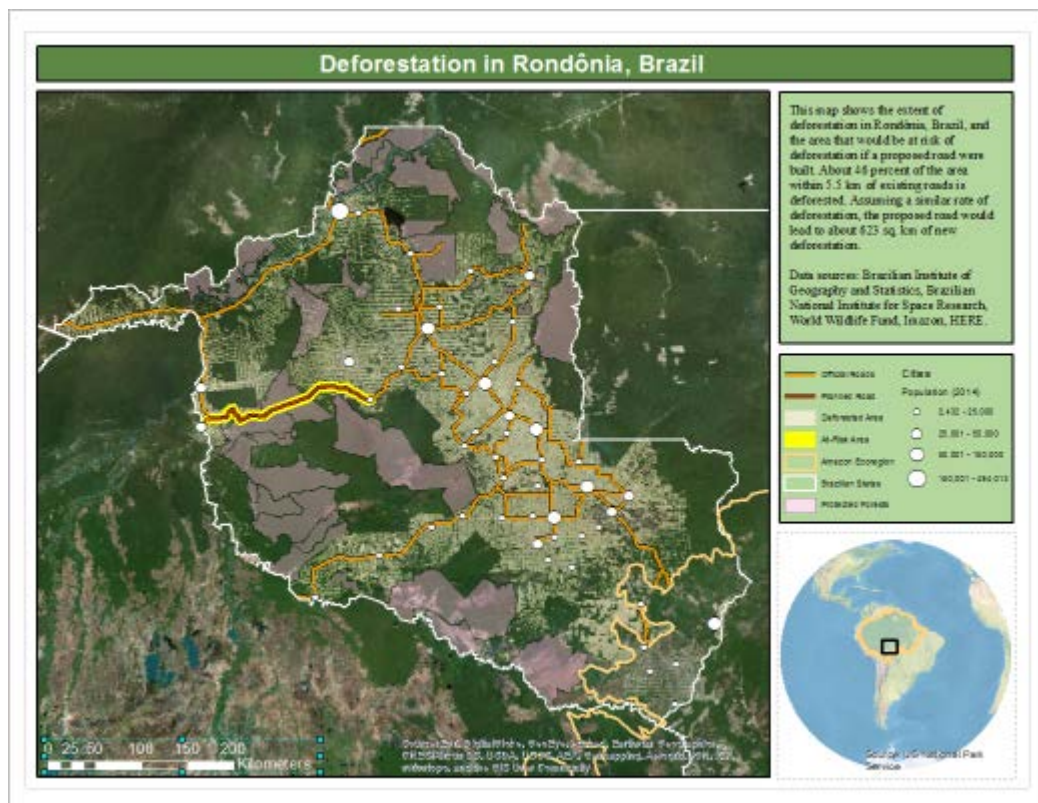 Deforestation in Rondônia, Brazil
This map shows the extent of
deforestation in Rondônia, Brazil, and
the area that would be at risk of
deforestation if a proposed road were
built. About 46 percent of the area
within 5.5 km of existing roads is
deforested. Assuming a similar rate of
deforestation, the proposed road would
lead to about 623 sq. km of new
deforestation.
Data sources: Brazilian Institute of
Geography and Statistics, Brazilian
National Institute for Space Research,
World Wildlife Fund, Imazon, HERE.
Official Roads
Planned Road
Deforested Area
At-Risk Area
Amazon Ecoregion
Brazilian States
Protected Forests
Cities
Population (2014)
25,001 - 50,000
0 25 50 100 150 200
Kilometers
Source: US National Park
Service